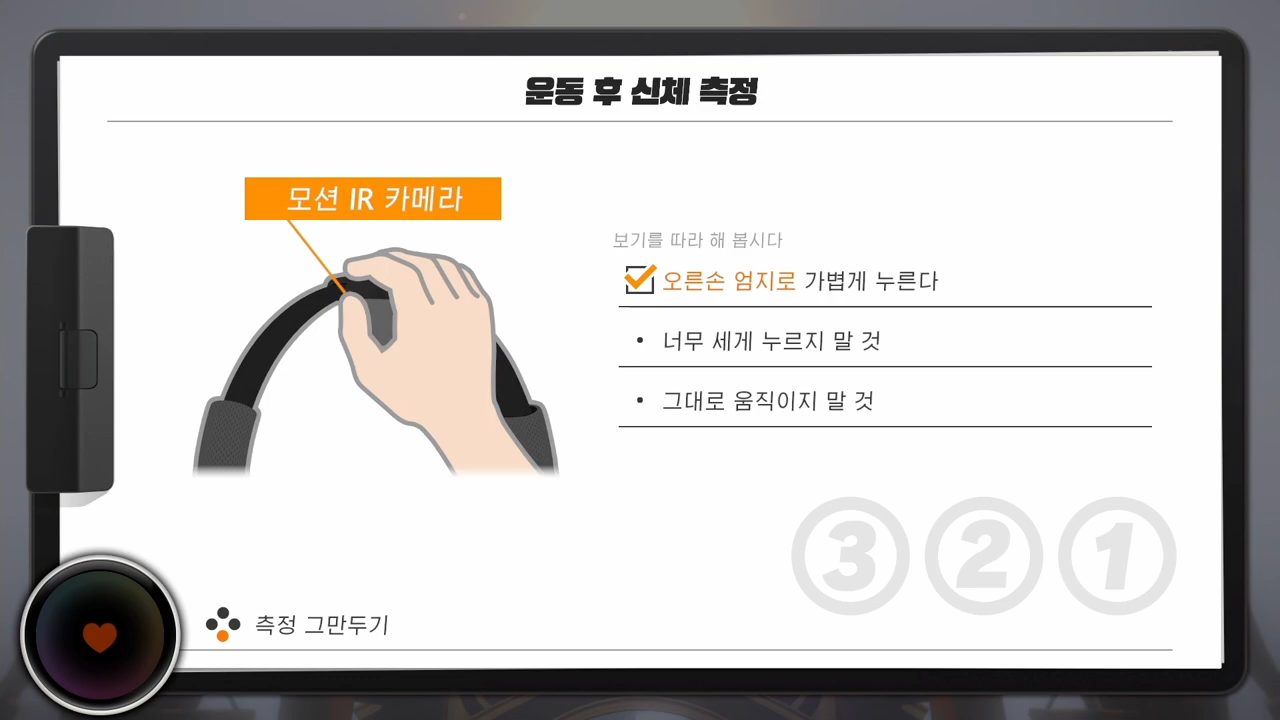 운동 후 신체 측정
모션 IR 카메라
보기를 따라 해 봅시다
오른손 엄지로 가볍게 누른다
• 너무 세게 누르지 말 것
• 그대로 움직이지 말 것
3 2 1
측정 그만두기